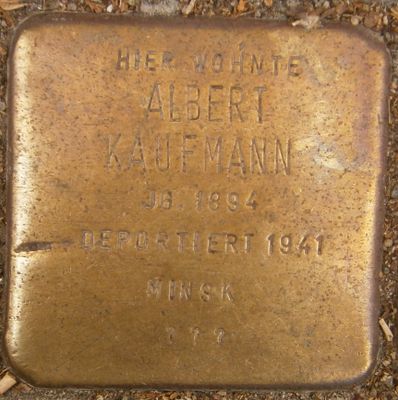 HIER WOHNTE
ALBERT
KAUFMANN
JG. 1894
DEPORTIERT 1941
MINSK
? ? ?